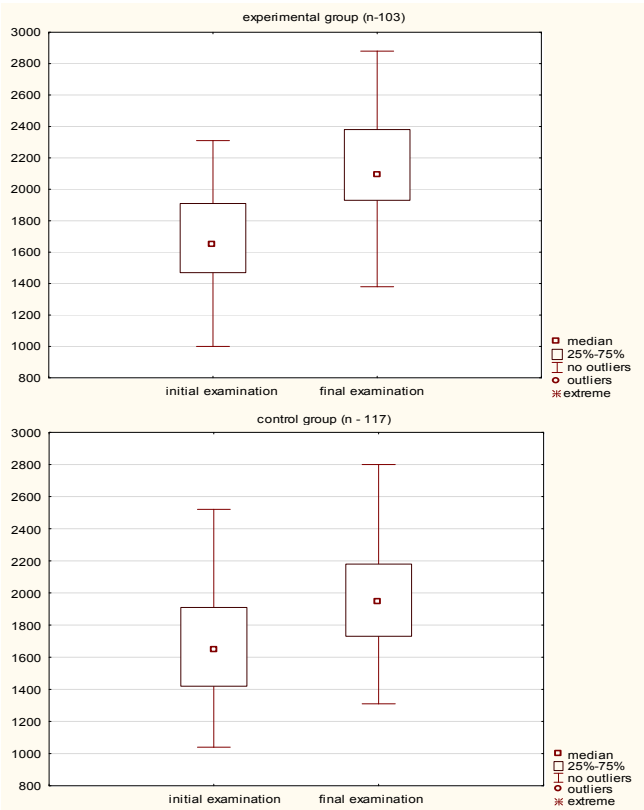 experimental group (n-103)
3000
2800
2600
2400
2200
2000
1800
1600
1400
1200
1000
800
initial examination final examination
median
25%-75%
no outliers
outliers
extreme
control group (n - 117)
3000
2800
2600
2400
2200
2000
1800
1600
1400
1200
1000
800
initial examination final examination
median
25%-75%
no outliers
outliers
extreme